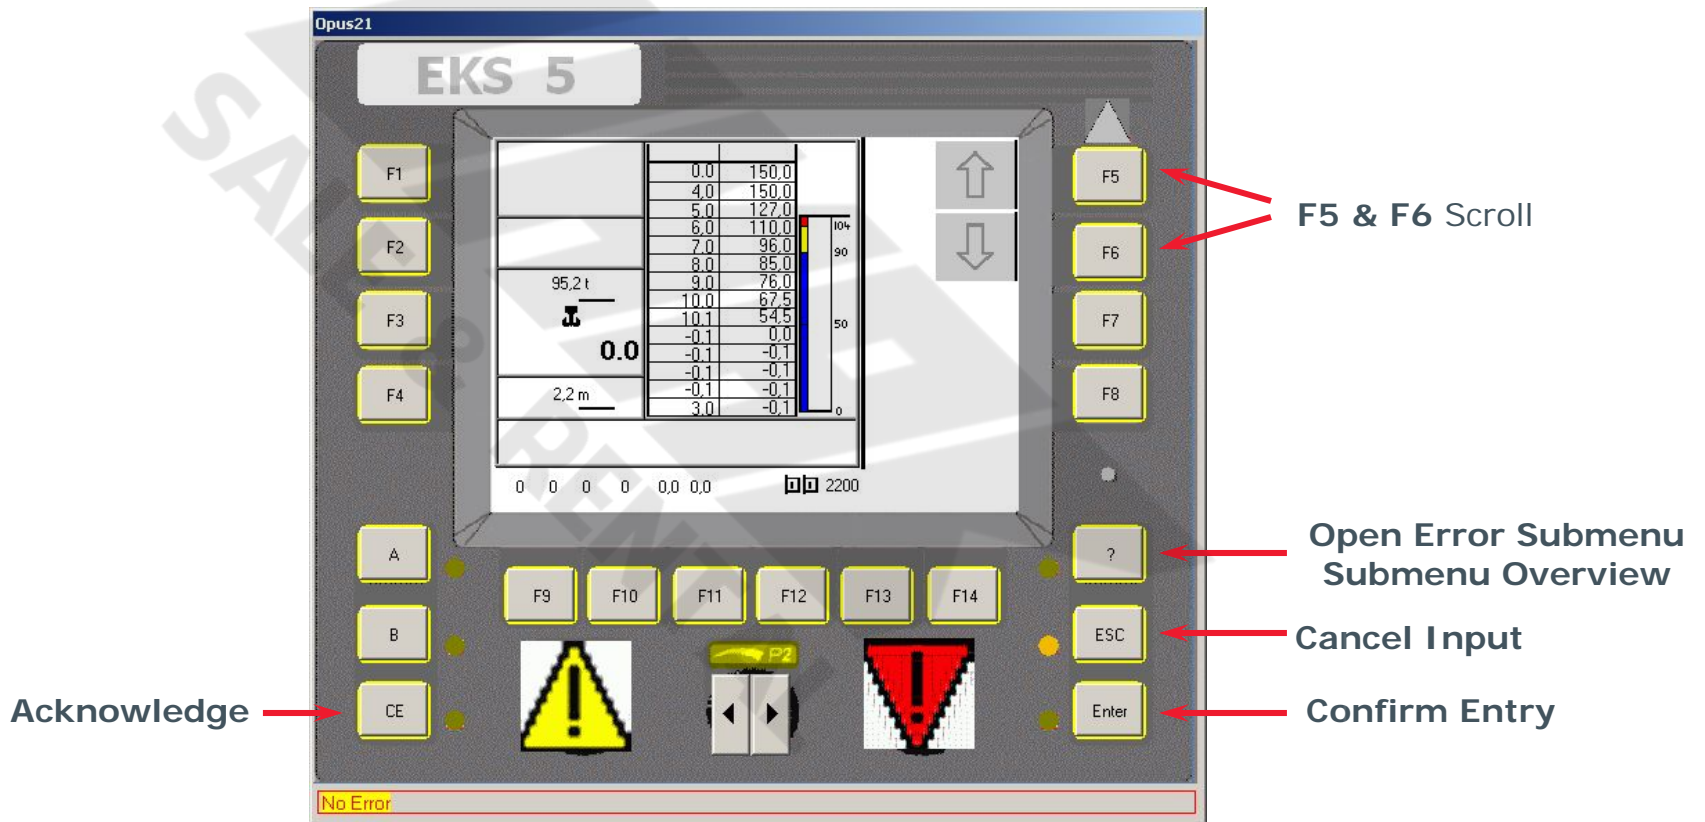 Opus21
EKS 5
F1
F2
F3
F4
0.0 150,0
4,0 150,0
5.0 127,0
6,0 110,0
7.0 96,0
8.0 85,0
9.0 76,0
10.0 67,5
10,1 54,5
-0,1 0,0
-0,1 -0,1
-0,1 -0,1
-0,1 -0,1
3.0 -0,1
104
90
50
0
95,2 t
0.0
2,2 m
0 0 0 0 0,0 0,0 2200
F5
F6
F7
F8
F5 & F6 Scroll
A
B
CE
F9 F10 F11 F12 F13 F14
P2
?
ESC
Enter
Open Error Submenu
Submenu Overview
Cancel Input
Confirm Entry
Acknowledge
No Error
SALE & RENTAL